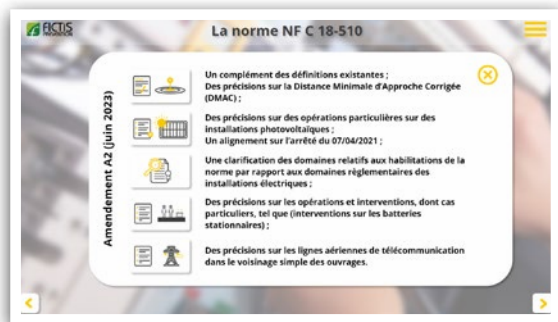 FICTIS
PRÉVENTION
La norme NF C 18-510
Amendement A2 (juin 2023)
Un complément des définitions existantes ;
Des précisions sur la Distance Minimale d'Approche Corrigée
(DMAC) ;
Des précisions sur des opérations particulières sur des
installations photovoltaïques ;
Un alignement sur l'arrêté du 07/04/2021 ;
Une clarification des domaines relatifs aux habilitations de la
norme par rapport aux domaines règlementaires des
installations électriques ;
Des précisions sur les opérations et interventions, dont cas
particuliers, tel que (interventions sur les batteries
stationnaires) ;
Des précisions sur les lignes aériennes de télécommunication
dans le voisinage simple des ouvrages.